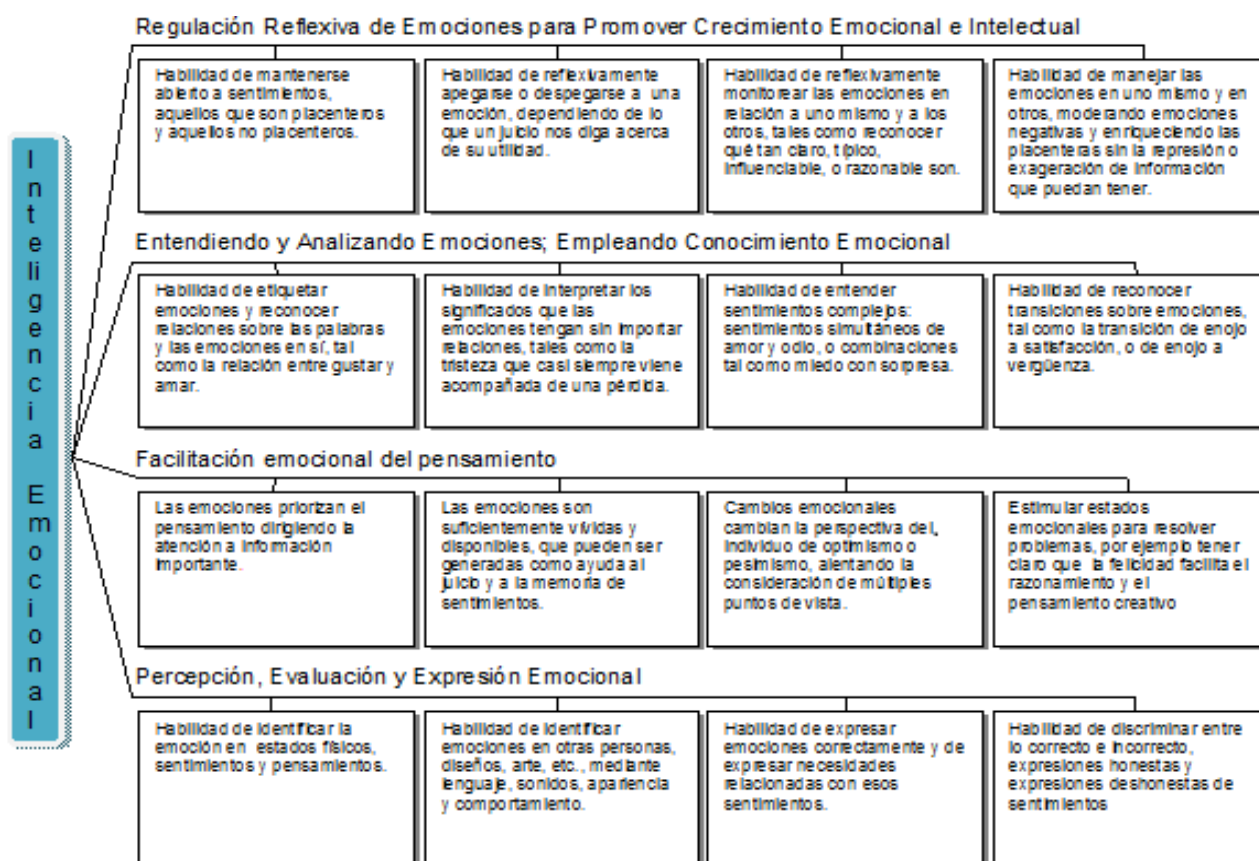 Inteligencia Emocional
Regulación Reflexiva de Emociones para Promover Crecimiento Emocional e Intelectual
Habilidad de mantenerse
abierto a sentimientos,
aquellos que son placenteros
y aquellos no placenteros.
Habilidad de reflexivamente
apegarse o despegarse a una
emoción, dependiendo de lo
que un juicio nos diga acerca
de su utilidad.
Habilidad de reflexivamente
monitorear las emociones en
relación a uno mismo y a los
otros, tales como reconocer
qué tan claro, típico,
influenciable, o razonable son.
Habilidad de manejar las
emociones en uno mismo y en
otros, moderando emociones
negativas y enriqueciendo las
placenteras sin la represión o
exageración de información
que puedan tener.
Entendiendo y Analizando Emociones; Empleando Conocimiento Emocional
Habilidad de etiquetar
emociones y reconocer
relaciones sobre las palabras
y las emociones en sí, tal
como la relación entre gustar y
amar.
Habilidad de interpretar los
significados que las
emociones tengan sin importar
relaciones, tales como la
tristeza que casi siempre viene
acompañada de una pérdida.
Habilidad de entender
sentimientos complejos:
sentimientos simultáneos de
amor y odio, o combinaciones
tal como miedo con sorpresa.
Habilidad de reconocer
transiciones sobre emociones,
tal como la transición de enojo
a satisfacción, o de enojo a
vergüenza.
Facilitación emocional del pensamiento
Las emociones priorizan el
pensamiento dirigiendo la
atención a información
importante.
Las emociones son
suficientemente vívidas y
disponibles, que pueden ser
generadas como ayuda al
juicio y a la memoria de
sentimientos.
Cambios emocionales
cambian la perspectiva del,
individuo de optimismo o
pesimismo, alentando la
consideración de múltiples
puntos de vista.
Estimular estados
emocionales para resolver
problemas, por ejemplo tener
claro que la felicidad facilita el
razonamiento y el
pensamiento creativo
Percepción, Evaluación y Expresión Emocional
Habilidad de identificar la
emoción en estados físicos,
sentimientos y pensamientos.
Habilidad de identificar
emociones en otras personas,
diseños, arte, etc., mediante
lenguaje, sonidos, apariencia
y comportamiento.
Habilidad de expresar
emociones correctamente y de
expresar necesidades
relacionadas con esos
sentimientos.
Habilidad de discriminar entre
lo correcto e incorrecto,
expresiones honestas y
expresiones deshonestas de
sentimientos